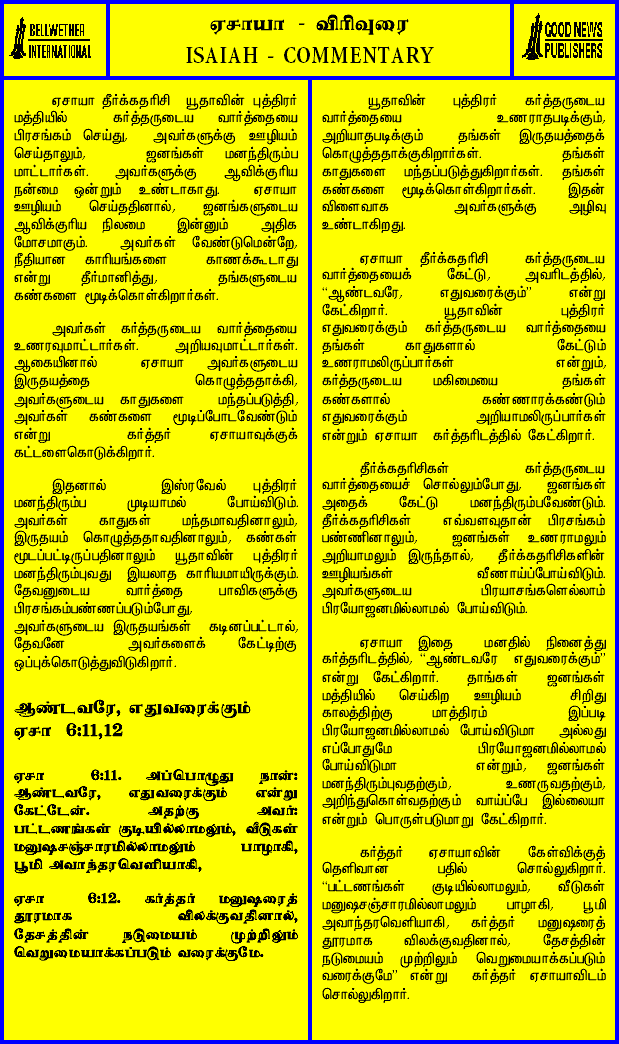 BELLWETHER
INTERNATIONAL
ஏசாயா - விரிவுரை
ISAIAH - COMMENTARY
GOOD NEWS
PUBLISHERS
ஏசாயா தீர்க்கதரிசி யூதாவின் புத்திரர்
மத்தியில் கர்த்தருடைய வார்த்தையை
பிரசங்கம் செய்து, அவர்களுக்கு ஊழியம்
செய்தாலும், ஜனங்கள் மனந்திரும்ப
மாட்டார்கள். அவர்களுக்கு ஆவிக்குரிய
நன்மை ஒன்றும் உண்டாகாது. ஏசாயா
ஊழியம் செய்ததினால், ஜனங்களுடைய
ஆவிக்குரிய நிலமை இன்னும் அதிக
மோசமாகும். அவர்கள் வேண்டுமென்றே,
நீதியான காரியங்களை காணக்கூடாது
என்று தீர்மானித்து, தங்களுடைய
கண்களை மூடிக்கொள்கிறார்கள்.
அவர்கள் கர்த்தருடைய வார்த்தையை
உணரவுமாட்டார்கள். அறியவுமாட்டார்கள்.
ஆகையினால் ஏசாயா அவர்களுடைய
இருதயத்தை கொழுத்ததாக்கி,
அவர்களுடைய காதுகளை மந்தப்படுத்தி,
அவர்கள் கண்களை மூடிப்போடவேண்டும்
என்று கர்த்தர் ஏசாயாவுக்குக்
கட்டளைகொடுக்கிறார்.
இதனால் இஸ்ரவேல் புத்திரர்
மனந்திரும்ப முடியாமல் போய்விடும்.
அவர்கள் காதுகள் மந்தமாவதினாலும்,
இருதயம் கொழுத்ததாவதினாலும், கண்கள்
மூடப்பட்டிருப்பதினாலும் யூதாவின் புத்திரர்
மனந்திரும்புவது இயலாத காரியமாயிருக்கும்.
தேவனுடைய வார்த்தை பாவிகளுக்கு
பிரசங்கம்பண்ணப்படும்போது,
அவர்களுடைய இருதயங்கள் கடினப்பட்டால்,
தேவனே அவர்களைக் கேட்டிற்கு
ஒப்புக்கொடுத்துவிடுகிறார்.
ஆண்டவரே, எதுவரைக்கும்
ஏசா 6:11,12
ஏசா 6:11. அப்பொழுது நான்:
ஆண்டவரே, எதுவரைக்கும் என்று
கேட்டேன். அதற்கு அவர்:
பட்டணங்கள் குடியில்லாமலும், வீடுகள்
மனுஷசஞ்சாரமில்லாமலும் பாழாகி,
பூமி அவாந்தரவெளியாகி,
ஏசா 6:12. கர்த்தர் மனுஷரைத்
தூரமாக விலக்குவதினால்,
தேசத்தின் நடுமையம் முற்றிலும்
வெறுமையாக்கப்படும் வரைக்குமே.
யூதாவின் புத்திரர் கர்த்தருடைய
வார்த்தையை உணராதபடிக்கும்,
அறியாதபடிக்கும் தங்கள் இருதயத்தைக்
கொழுத்ததாக்குகிறார்கள். தங்கள்
காதுகளை மந்தப்படுத்துகிறார்கள். தங்கள்
கண்களை மூடிக்கொள்கிறார்கள். இதன்
விளைவாக அவர்களுக்கு அழிவு
உண்டாகிறது.
ஏசாயா தீர்க்கதரிசி கர்த்தருடைய
வார்த்தையைக் கேட்டு, அவரிடத்தில்,
"ஆண்டவரே, எதுவரைக்கும்" என்று
கேட்கிறார். யூதாவின் புத்திரர்
எதுவரைக்கும் கர்த்தருடைய வார்த்தையை
தங்கள் காதுகளால் கேட்டும்
உணராமலிருப்பார்கள் என்றும்,
கர்த்தருடைய மகிமையை தங்கள்
கண்களால் கண்ணாரக்கண்டும்
எதுவரைக்கும் அறியாமலிருப்பார்கள்
என்றும் ஏசாயா கர்த்தரிடத்தில் கேட்கிறார்.
தீர்க்கதரிசிகள் கர்த்தருடைய
வார்த்தையைச் சொல்லும்போது, ஜனங்கள்
அதைக் கேட்டு மனந்திரும்பவேண்டும்.
தீர்க்கதரிசிகள் எவ்வளவுதான் பிரசங்கம்
பண்ணினாலும், ஜனங்கள் உணராமலும்
அறியாமலும் இருந்தால், தீர்க்கதரிசிகளின்
ஊழியங்கள் வீணாய்ப்போய்விடும்.
அவர்களுடைய பிரயாசங்களெல்லாம்
பிரயோஜனமில்லாமல் போய்விடும்.
ஏசாயா இதை மனதில் நினைத்து
கர்த்தரிடத்தில், "ஆண்டவரே எதுவரைக்கும்"
என்று கேட்கிறார். தாங்கள் ஜனங்கள்
மத்தியில் செய்கிற ஊழியம் சிறிது
காலத்திற்கு மாத்திரம் இப்படி
பிரயோஜனமில்லாமல் போய்விடுமா அல்லது
எப்போதுமே பிரயோஜனமில்லாமல்
போய்விடுமா என்றும், ஜனங்கள்
மனந்திரும்புவதற்கும், உணருவதற்கும்,
அறிந்துகொள்வதற்கும் வாய்ப்பே இல்லையா
என்றும் பொருள்படுமாறு கேட்கிறார்.
கர்த்தர் ஏசாயாவின் கேள்விக்குத்
தெளிவான பதில் சொல்லுகிறார்.
"பட்டணங்கள் குடியில்லாமலும், வீடுகள்
மனுஷசஞ்சாரமில்லாமலும் பாழாகி, பூமி
அவாந்தரவெளியாகி, கர்த்தர் மனுஷரைத்
தூரமாக விலக்குவதினால், தேசத்தின்
நடுமையம் முற்றிலும் வெறுமையாக்கப்படும்
வரைக்குமே" என்று கர்த்தர் ஏசாயாவிடம்
சொல்லுகிறார்.